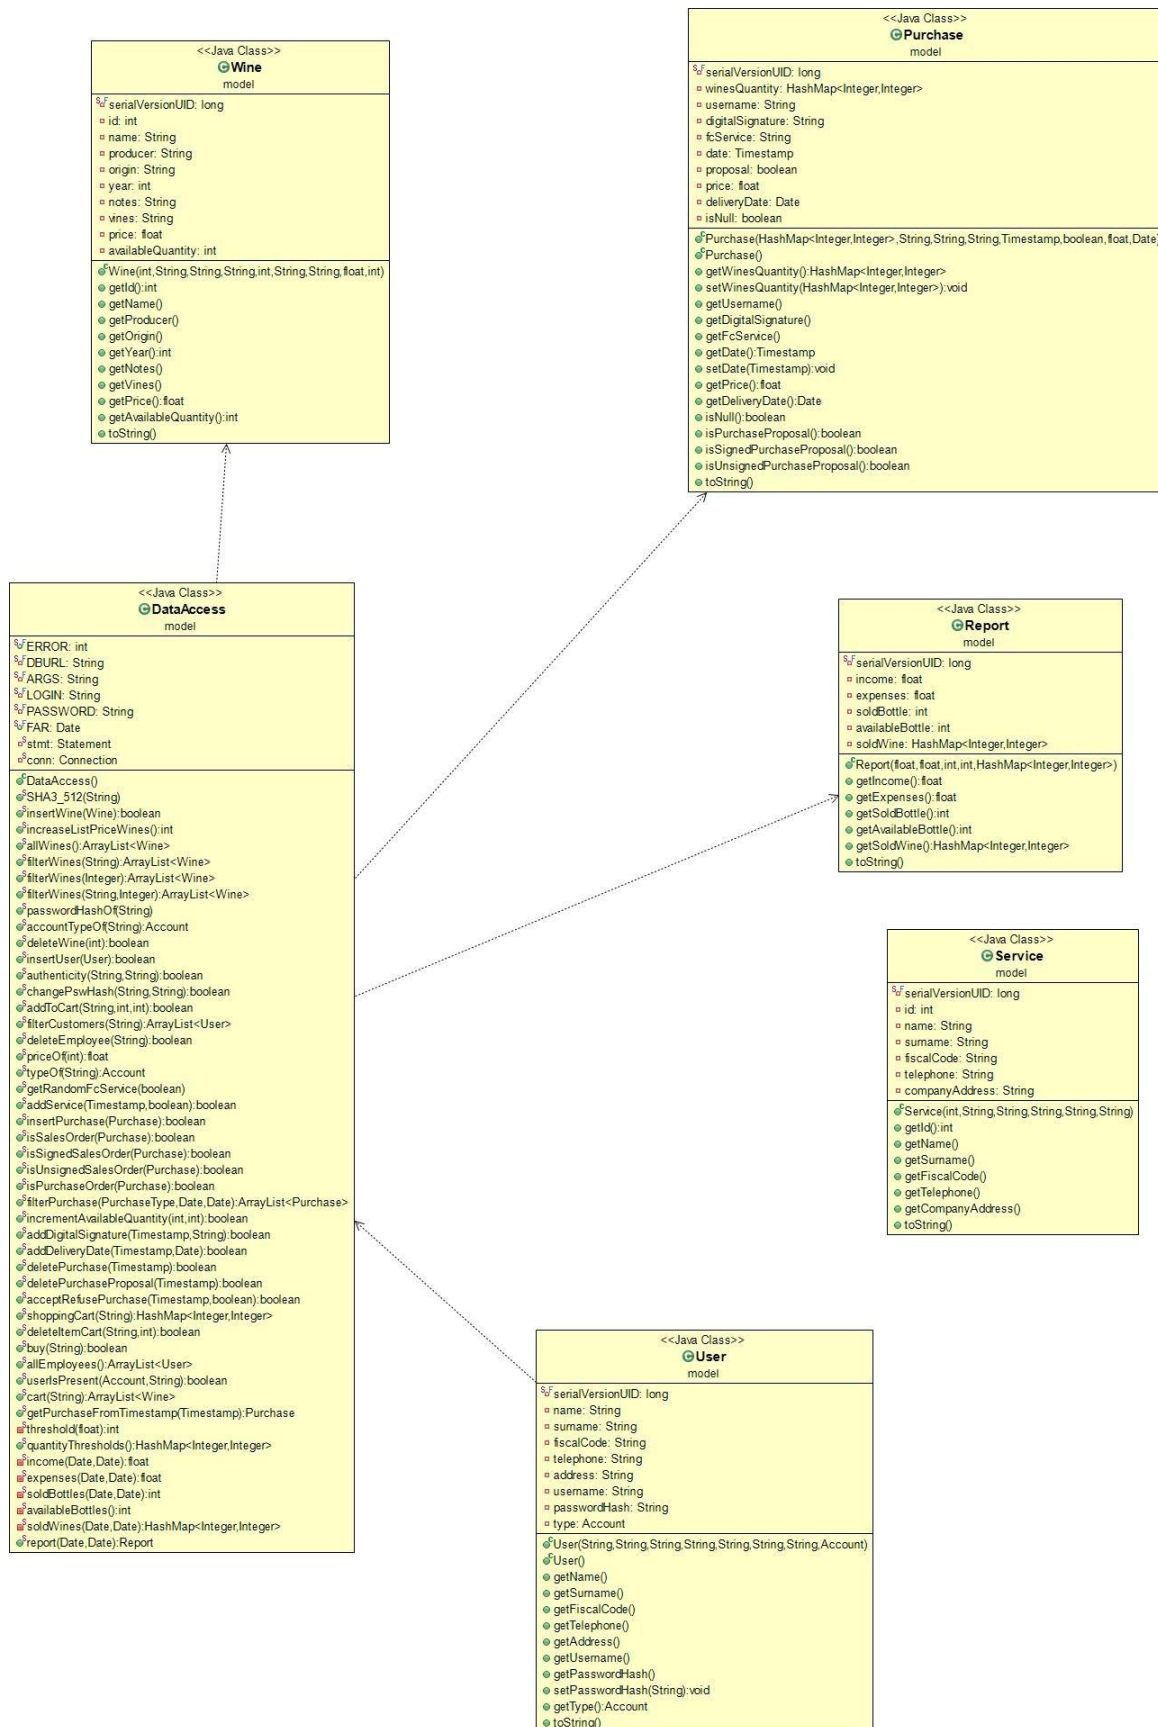 <<Java Class>>
Wine
model
serialVersionUID: long
id: int
name: String
producer: String
origin: String
year: int
notes: String
vines: String
price: float
availableQuantity: int
Wine(int,String,String,String,int,String,String,float,int)
getId():int
getName()
getProducer()
getOrigin()
getYear():int
getNotes()
getVines()
getPrice():float
getAvailableQuantity():int
toString()
<<Java Class>>
Purchase
model
serialVersionUID: long
winesQuantity: HashMap<Integer,Integer>
username: String
digitalSignature: String
fcService: String
date: Timestamp
proposal: boolean
price: float
deliveryDate: Date
isNull: boolean
Purchase(HashMap<Integer,Integer>,String,String,String,Timestamp,boolean,float,Date)
Purchase()
getWinesQuantity():HashMap<Integer,Integer>
setWinesQuantity(HashMap<Integer,Integer>):void
getUsername()
getDigitalSignature()
getFcService()
getDate():Timestamp
setDate(Timestamp):void
getPrice():float
getDeliveryDate():Date
isNull():boolean
isPurchaseProposal():boolean
isSignedPurchaseProposal():boolean
isUnsignedPurchaseProposal():boolean
toString()
<<Java Class>>
DataAccess
model
ERROR: int
DBURL: String
ARGS: String
LOGIN: String
PASSWORD: String
FAR: Date
stmt: Statement
conn: Connection
DataAccess()
SHA3_512(String)
insertWine(Wine):boolean
increaseListPriceWines():int
allWines():ArrayList<Wine>
filterWines(String):ArrayList<Wine>
filterWines(Integer):ArrayList<Wine>
filterWines(String,Integer):ArrayList<Wine>
passwordHashOf(String)
accountTypeOf(String):Account
deleteWine(int):boolean
insertUser(User):boolean
authenticity(String,String):boolean
changePswHash(String,String):boolean
addToCart(String,int,int):boolean
filterCustomers(String):ArrayList<User>
deleteEmployee(String):boolean
priceOf(int):float
typeOf(String):Account
getRandomFcService(boolean)
addService(Timestamp,boolean):boolean
insertPurchase(Purchase):boolean
isSalesOrder(Purchase):boolean
isSignedSalesOrder(Purchase):boolean
isUnsignedSalesOrder(Purchase):boolean
isPurchaseOrder(Purchase):boolean
filterPurchase(PurchaseType,Date,Date):ArrayList<Purchase>
incrementAvailableQuantity(int,int):boolean
addDigitalSignature(Timestamp,String):boolean
addDeliveryDate(Timestamp,Date):boolean
deletePurchase(Timestamp):boolean
deletePurchaseProposal(Timestamp):boolean
acceptRefusePurchase(Timestamp,boolean):boolean
shoppingCart(String):HashMap<Integer,Integer>
deleteItemCart(String,int):boolean
buy(String):boolean
allEmployees():ArrayList<User>
userIsPresent(Account,String):boolean
cart(String):ArrayList<Wine>
getPurchaseFromTimestamp(Timestamp):Purchase
threshold(float):int
quantityThresholds():HashMap<Integer,Integer>
income(Date,Date):float
expenses(Date,Date):float
soldBottles(Date,Date):int
availableBottles():int
soldWines(Date,Date):HashMap<Integer,Integer>
report(Date,Date):Report
<<Java Class>>
Report
model
serialVersionUID: long
income: float
expenses: float
soldBottle: int
availableBottle: int
soldWine: HashMap<Integer,Integer>
Report(float,float,int,int,HashMap<Integer,Integer>)
getIncome():float
getExpenses():float
getSoldBottle():int
getAvailableBottle():int
getSoldWine():HashMap<Integer,Integer>
toString()
<<Java Class>>
Service
model
serialVersionUID: long
id: int
name: String
surname: String
fiscalCode: String
telephone: String
companyAddress: String
Service(int,String,String,String,String,String)
getId():int
getName()
getSurname()
getFiscalCode()
getTelephone()
getCompanyAddress()
toString()
<<Java Class>>
User
model
serialVersionUID: long
name: String
surname: String
fiscalCode: String
telephone: String
address: String
username: String
passwordHash: String
type: Account
User(String,String,String,String,String,String,String,Account)
User()
getName()
getSurname()
getFiscalCode()
getTelephone()
getAddress()
getUsername()
getPasswordHash()
setPasswordHash(String):void
getType():Account
toString()